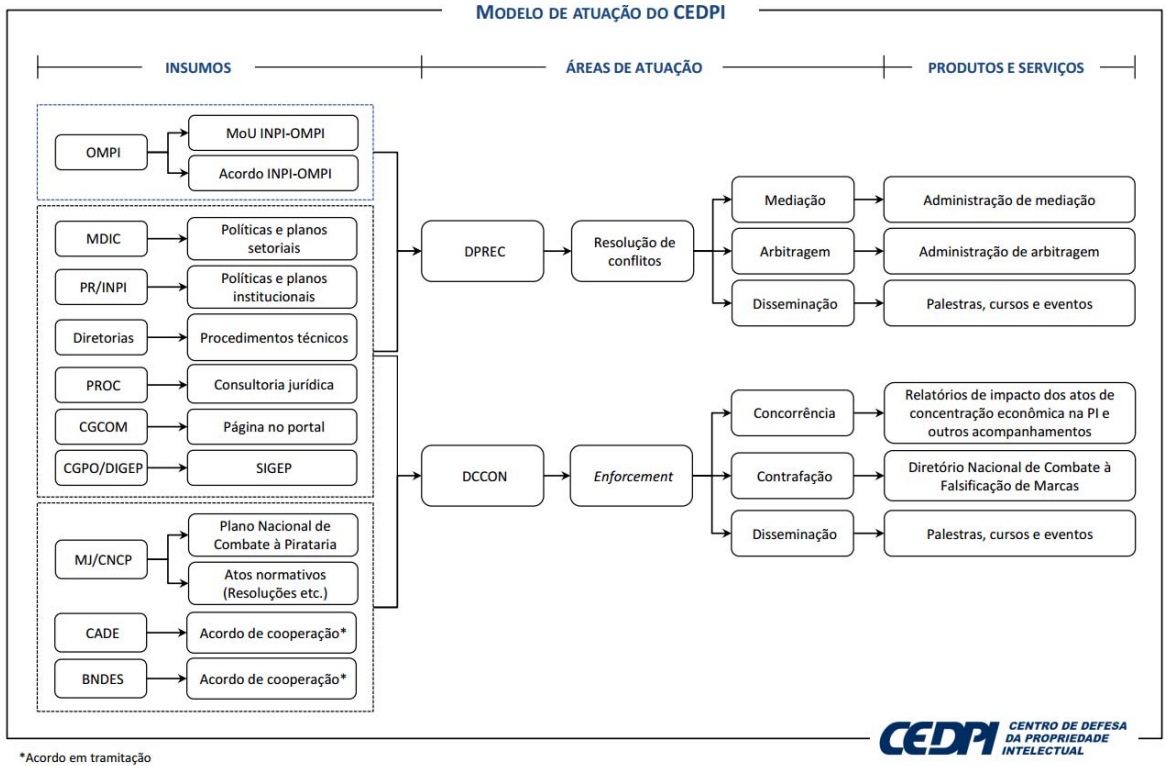 MODELO DE ATUAÇÃO DO CEDPI
INSUMOS
ÁREAS DE ATUAÇÃO
PRODUTOS E SERVIÇOS
OMPI
MoU INPI-OMPI
Acordo INPI-OMPI
MDIC
Políticas e planos
setoriais
PR/INPI
Políticas e planos
institucionais
Diretorias
Procedimentos técnicos
PROC
Consultoria jurídica
CGCOM
Página no portal
CGPO/DIGEP
SIGEP
MJ/CNCP
Plano Nacional de
Combate à Pirataria
Atos normativos
(Resoluções etc.)
CADE
Acordo de cooperação*
BNDES
Acordo de cooperação*
DPREC
Resolução de
conflitos
Mediação
Administração de mediação
Arbitragem
Administração de arbitragem
Disseminação
Palestras, cursos e eventos
DCCON
Enforcement
Concorrência
Relatórios de impacto dos atos de
concentração econômica na PI e
outros acompanhamentos
Contrafação
Diretório Nacional de Combate à
Falsificação de Marcas
Disseminação
Palestras, cursos e eventos
CEDPI
CENTRO DE DEFESA
DA PROPRIEDADE
INTELECTUAL
*Acordo em tramitação